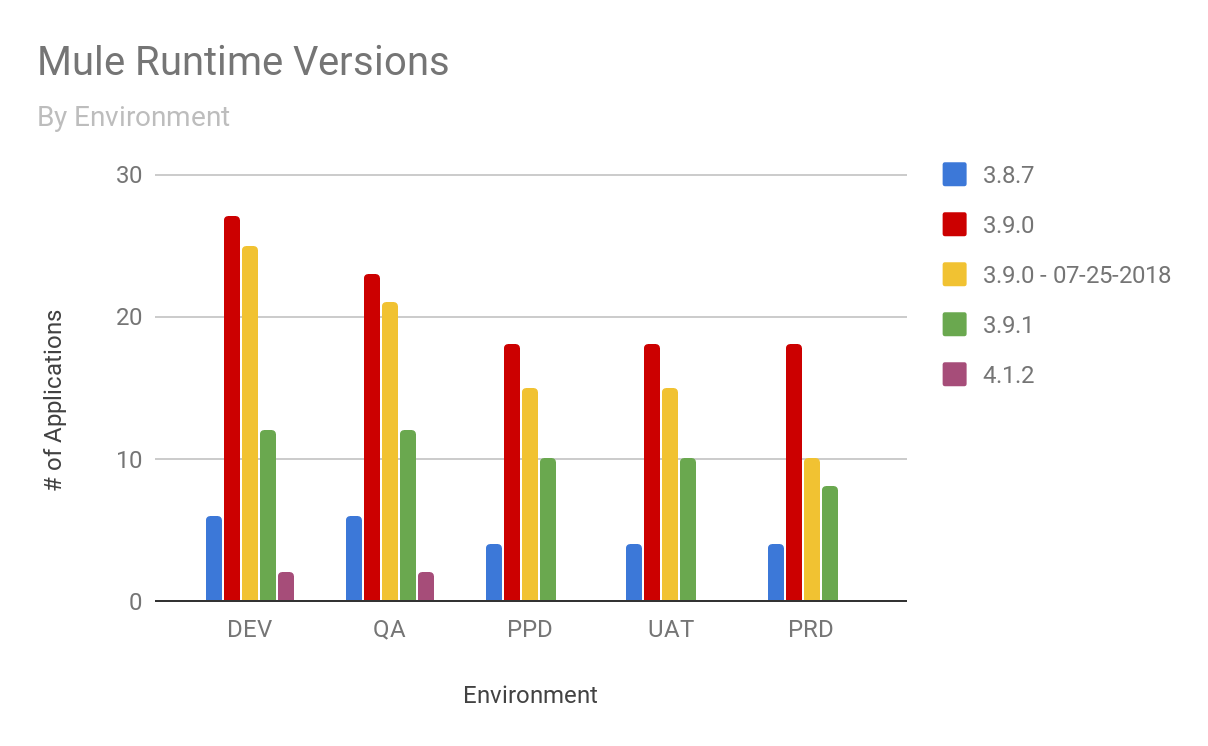 Mule Runtime Versions
By Environment
30
20
10
0
# of Applications
DEV
QA
PPD
UAT
PRD
Environment
3.8.7
3.9.0
3.9.0 - 07-25-2018
3.9.1
4.1.2